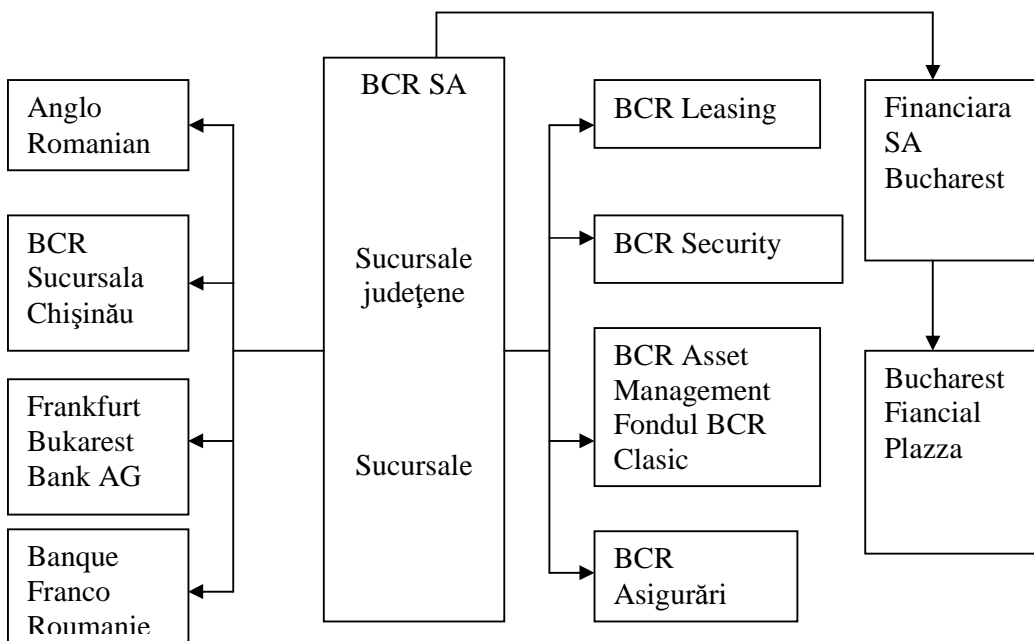 Anglo
Romanian
BCR
Sucursala
Chişinău
Frankfurt
Bukarest
Bank AG
Banque
Franco
Roumanie
BCR SA
Sucursale
judeţene
Sucursale
BCR Leasing
BCR Security
BCR Asset
Management
Fondul BCR
Clasic
BCR
Asigurări
Financiara
SA
Bucharest
Bucharest
Fiancial
Plazza